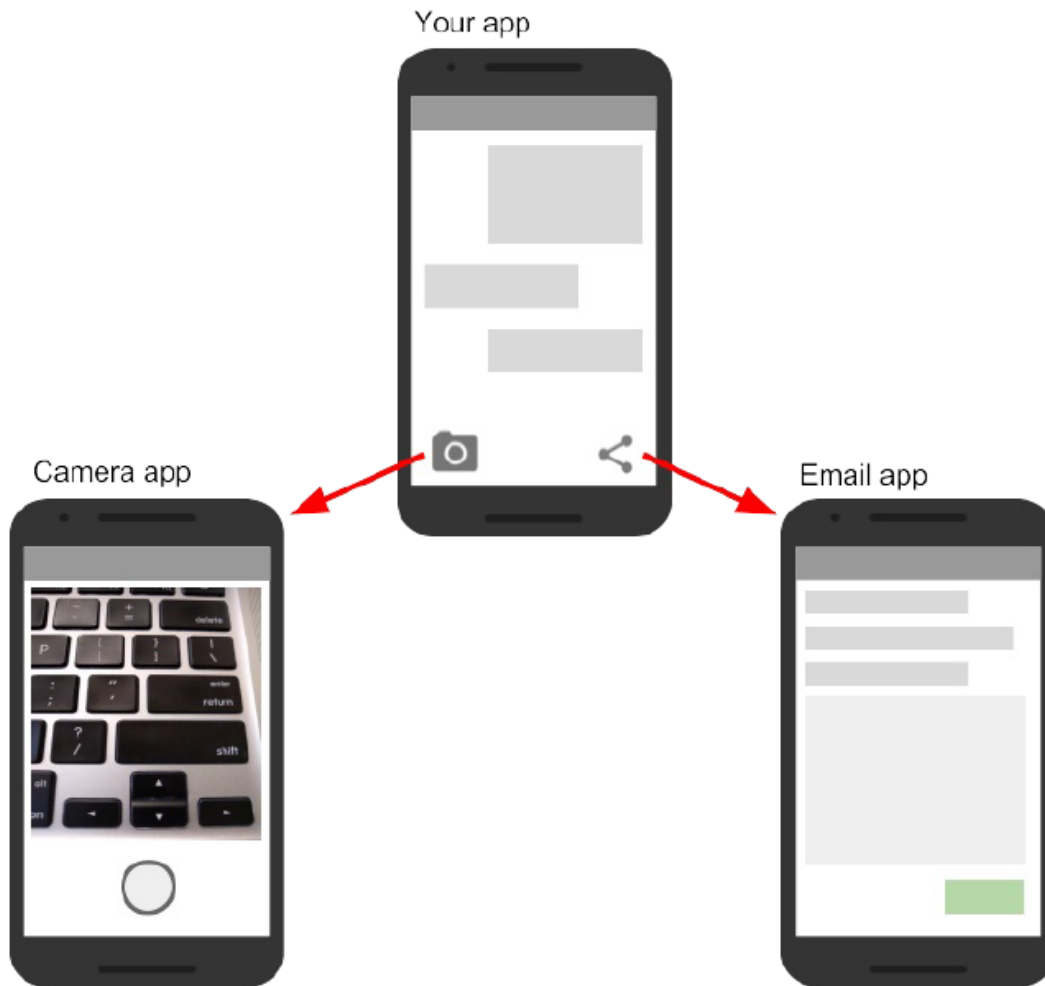 Your app
Camera app
Email app
- _
+ =
delete
P
{ [
} ]
| \
: ;
" '
enter
return
? /
shift
alt